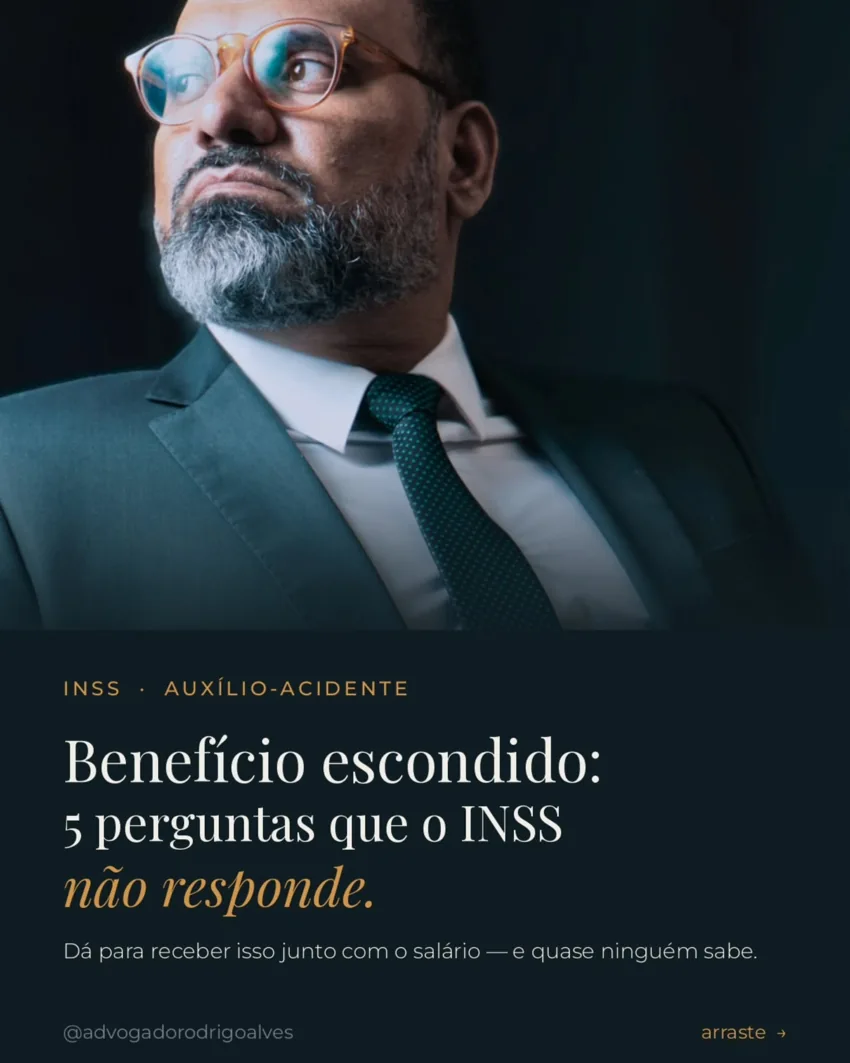 INSS · AUXÍLIO-ACIDENTE
Benefício escondido:
5 perguntas que o INSS
não responde.
Dá para receber isso junto com o salário — e quase ninguém sabe.
@advogadorodrigoalves
arraste →